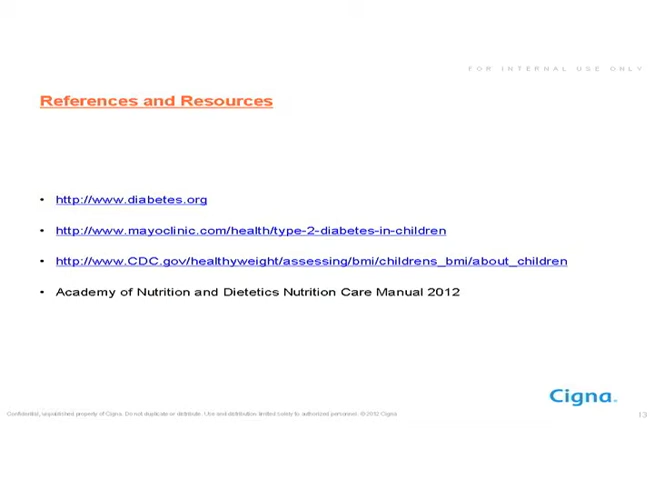 FOR INTERNAL USE ONLY
References and Resources
• http://www.diabetes.org
• http://www.mayoclinic.com/health/type-2-diabetes-in-children
• http://www.CDC.gov/healthyweight/assessing/bmi/childrens_bmi/about_children
• Academy of Nutrition and Dietetics Nutrition Care Manual 2012
Cigna.
Confidential, unpublished property of Cigna. Do not duplicate or distribute. Use and distribution limited solely to authorized personnel. © 2012 Cigna
13